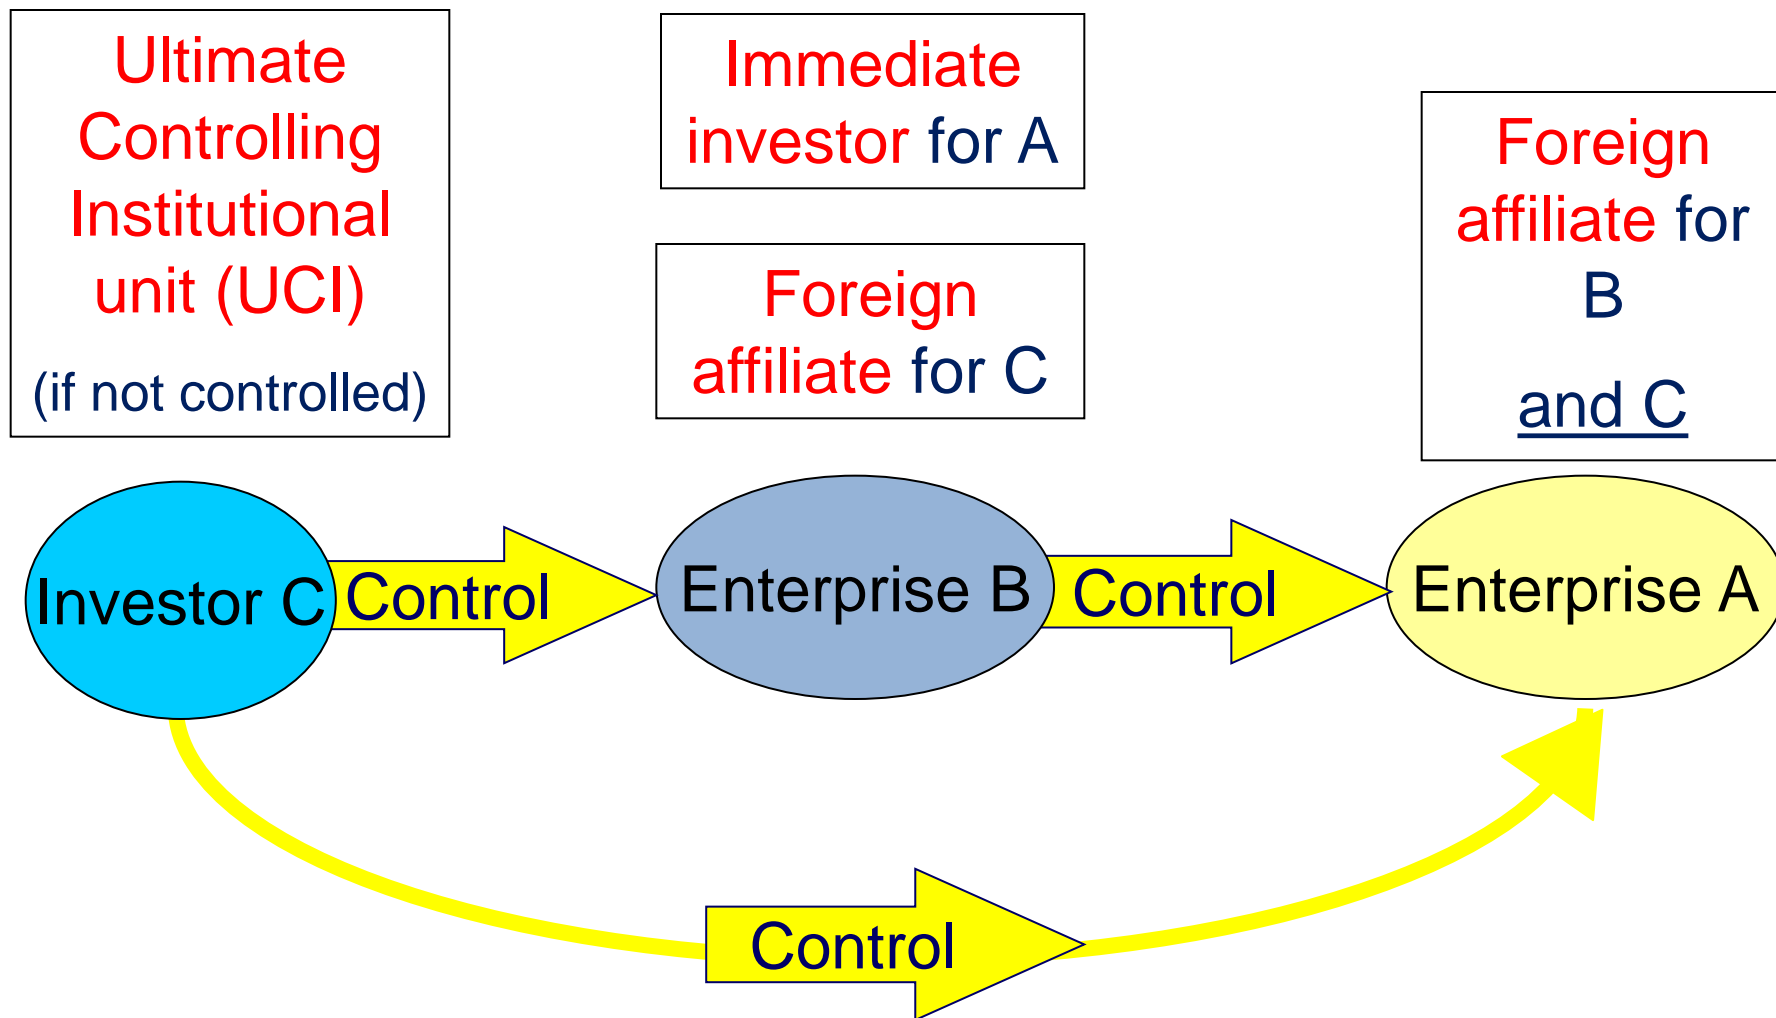 Ultimate
Controlling
Institutional
unit (UCI)
(if not controlled)
Immediate
investor for A
Foreign
affiliate for C
Foreign
affiliate for
B
and C
Investor C
Control
Enterprise B
Control
Enterprise A
Control